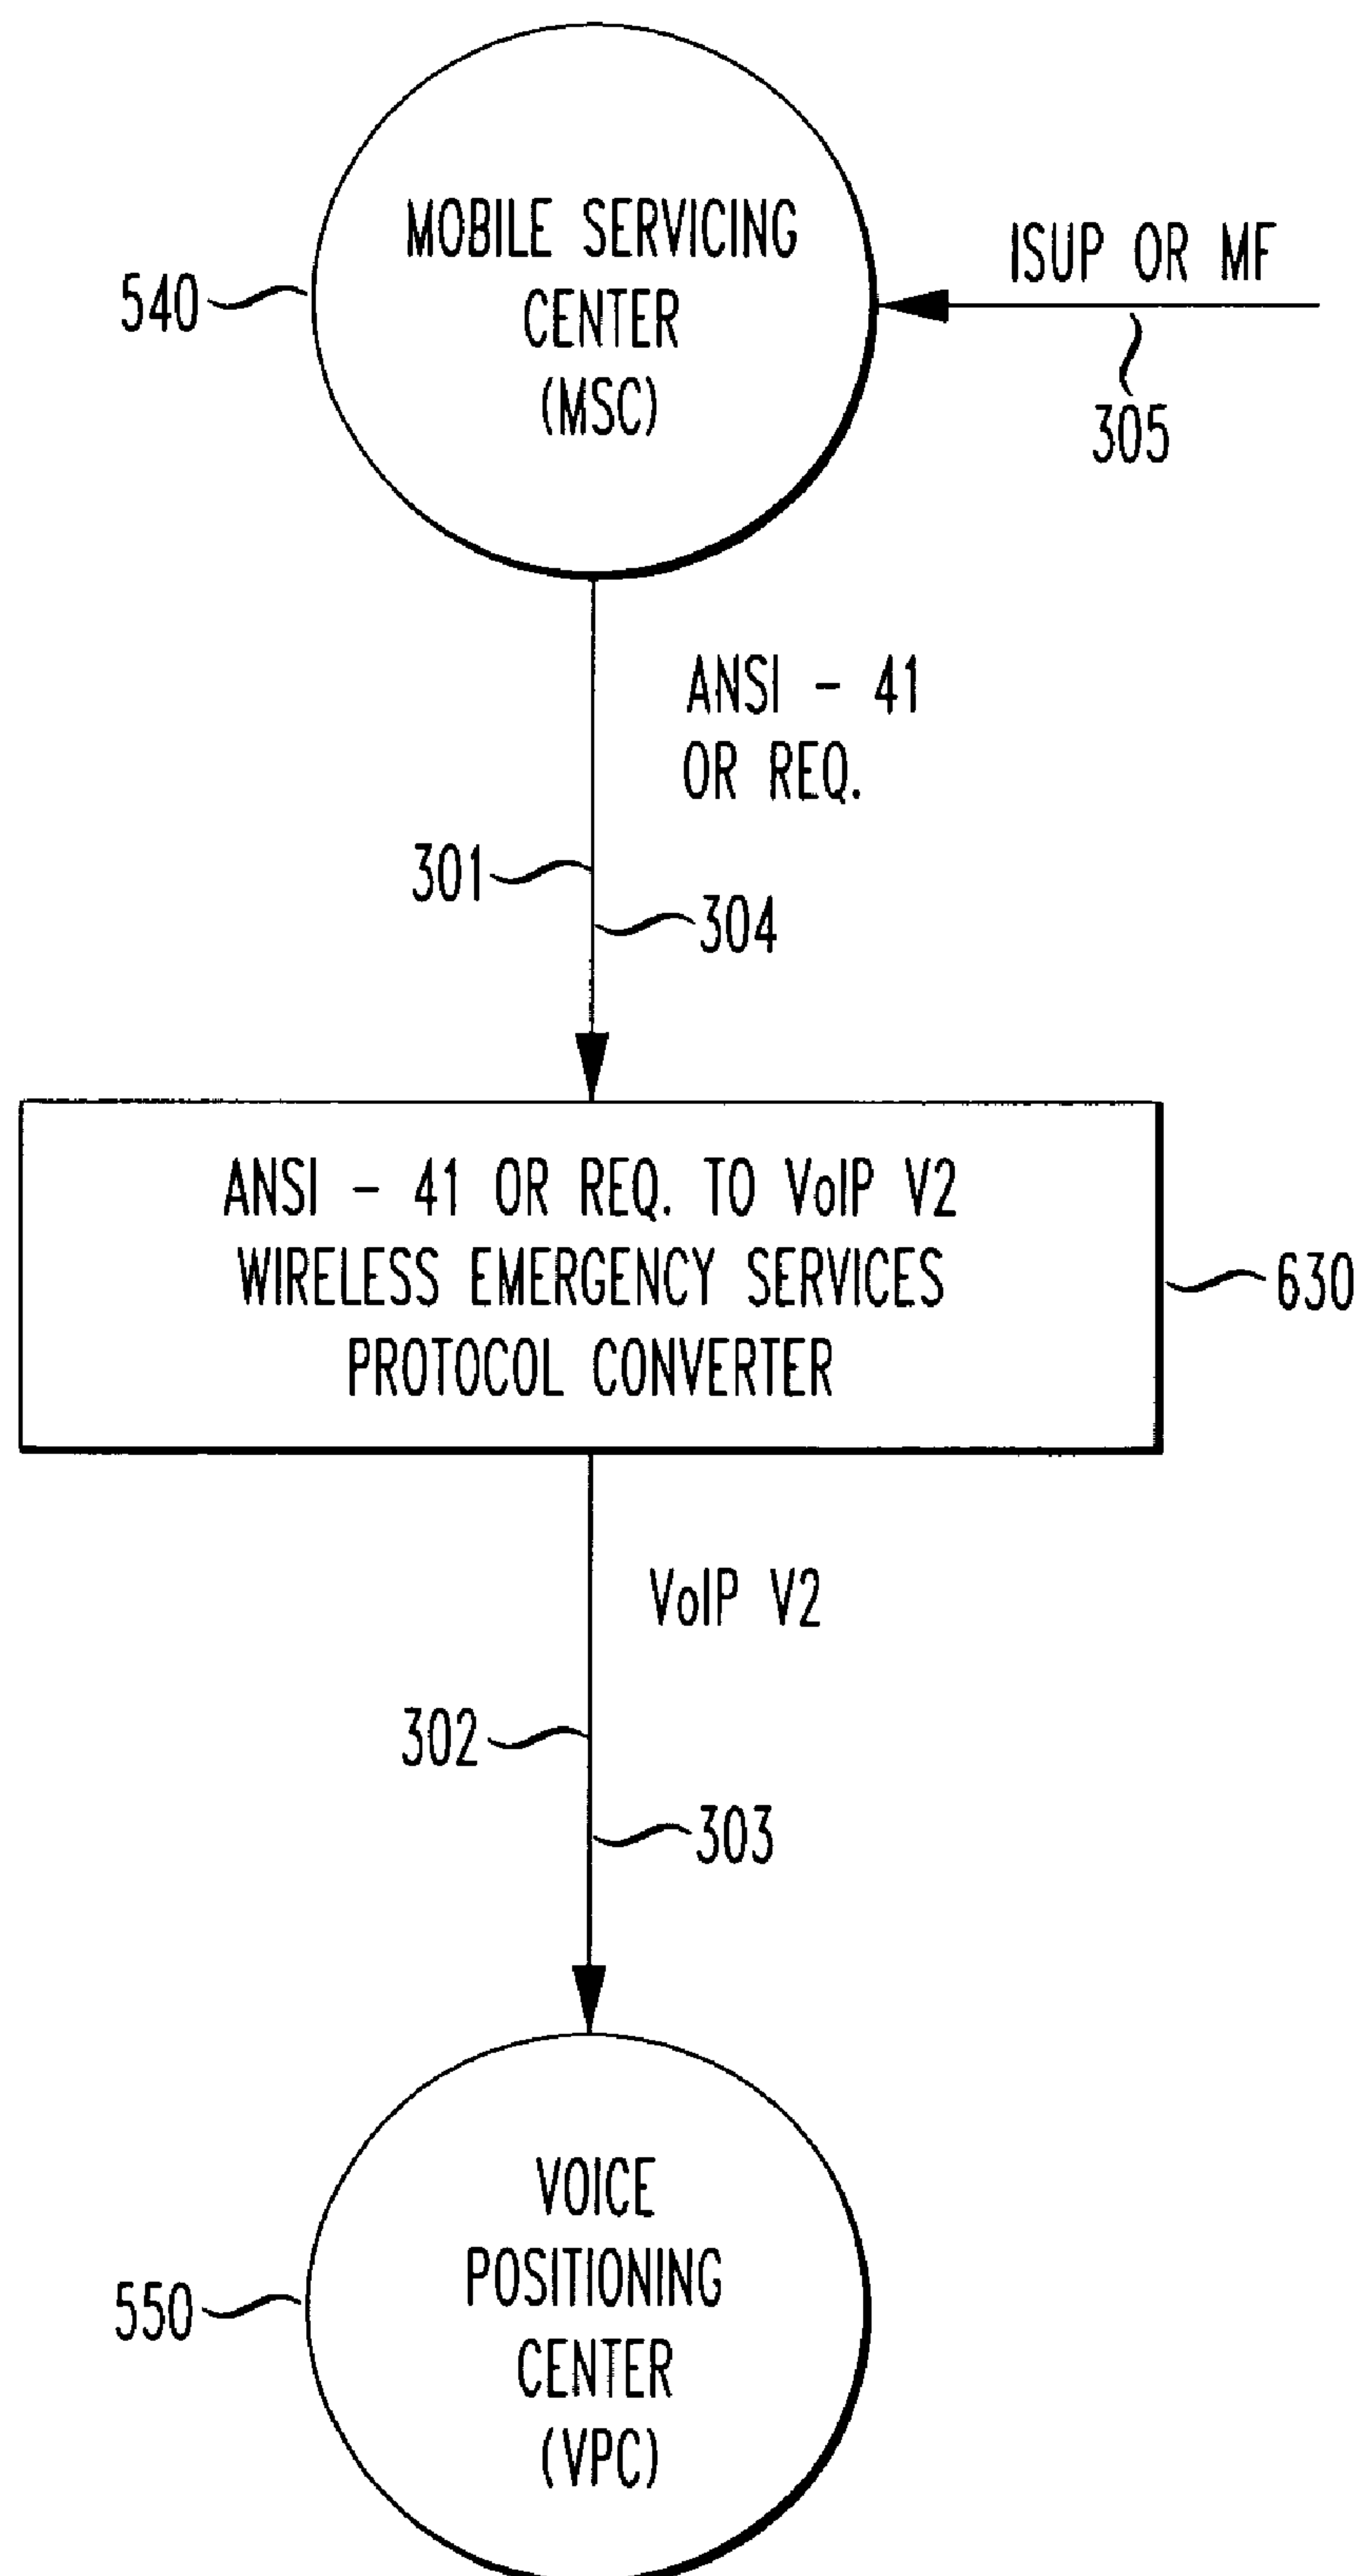 MOBILE SERVICING
CENTER
(MSC)
540
ISUP OR MF
305
ANSI - 41
OR REQ.
301
304
ANSI - 41 OR REQ. TO VoIP V2
WIRELESS EMERGENCY SERVICES
PROTOCOL CONVERTER
630
VoIP V2
302
303
VOICE
POSITIONING
CENTER
(VPC)
550